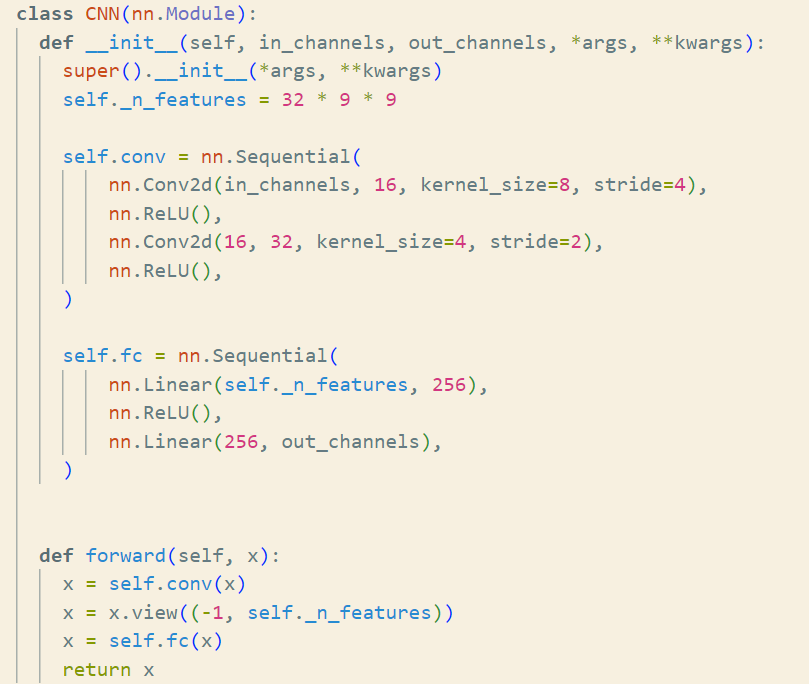 class CNN(nn.Module):
def __init__(self, in_channels, out_channels, *args, **kwargs):
super().__init__(*args, **kwargs)
self._n_features = 32 * 9 * 9
self.conv = nn.Sequential(
nn.Conv2d(in_channels, 16, kernel_size=8, stride=4),
nn.ReLU(),
nn.Conv2d(16, 32, kernel_size=4, stride=2),
nn.ReLU(),
)
self.fc = nn.Sequential(
nn.Linear(self._n_features, 256),
nn.ReLU(),
nn.Linear(256, out_channels),
)
def forward(self, x):
x = self.conv(x)
x = x.view((-1, self._n_features))
x = self.fc(x)
return x